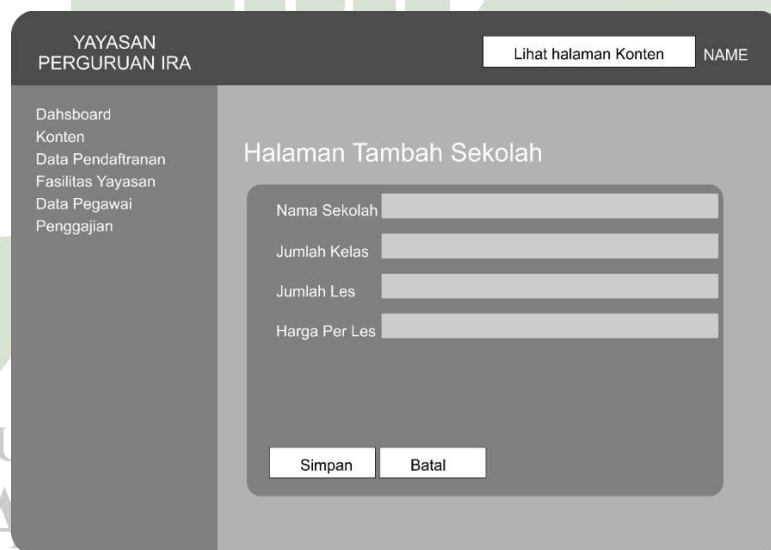 YAYASAN
PERGURUAN IRA
Lihat halaman Konten
NAME
Dahsboard
Konten
Data Pendaftranan
Fasilitas Yayasan
Data Pegawai
Penggajian
Halaman Tambah Sekolah
Nama Sekolah
Jumlah Kelas
Jumlah Les
Harga Per Les
Simpan
Batal